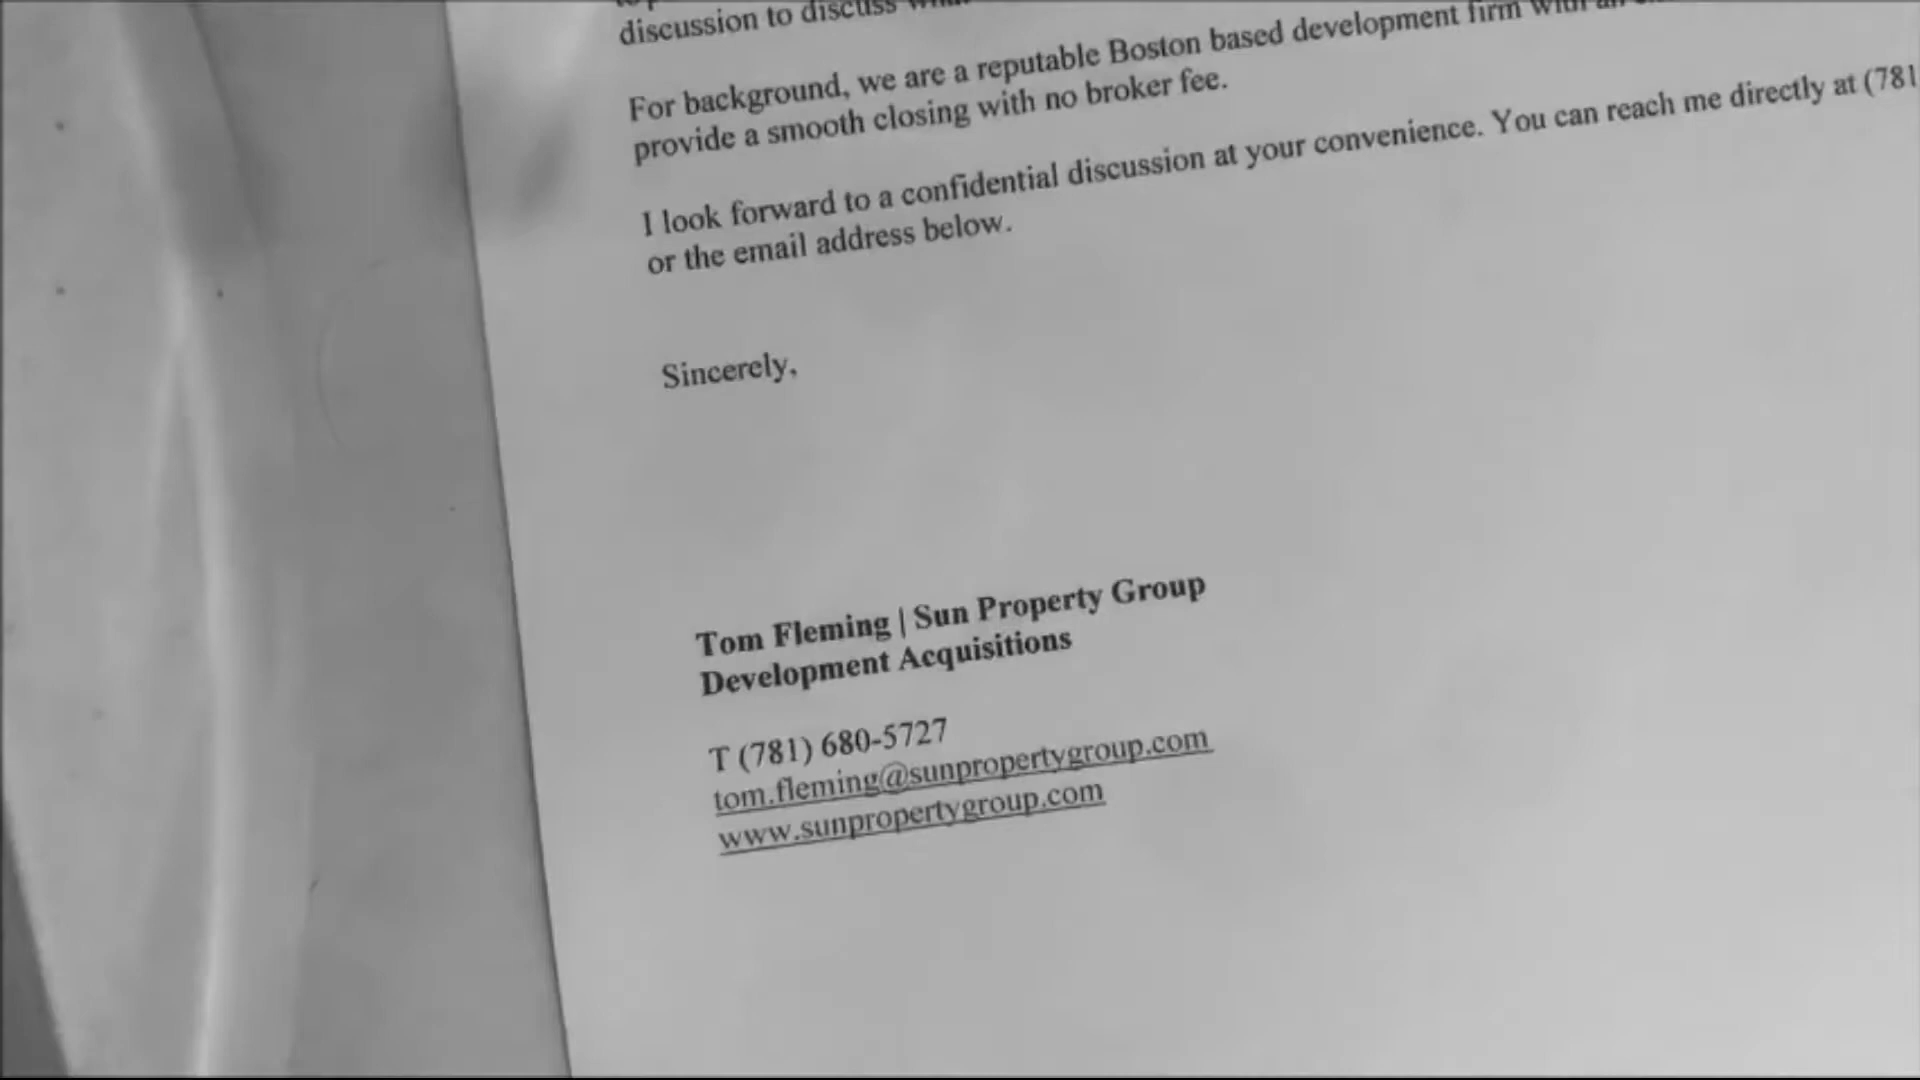 discussion to discuss
For background, we are a reputable Boston based development firm with an
provide a smooth closing with no broker fee.
I look forward to a confidential discussion at your convenience. You can reach me directly at (781
or the email address below.
Sincerely,
Tom Fleming | Sun Property Group
Development Acquisitions
T (781) 680-5727
tom.fleming@sunpropertygroup.com
www.sunpropertygroup.com